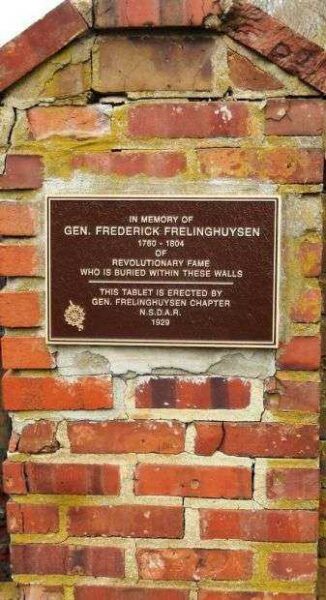 IN MEMORY OF
GEN. FREDERICK FRELINGHUYSEN
1760 - 1804
OF
REVOLUTIONARY FAME
WHO IS BURIED WITHIN THESE WALLS
THIS TABLET IS ERECTED BY
GEN. FRELINGHUYSEN CHAPTER
N.S.D.A.R.
1929